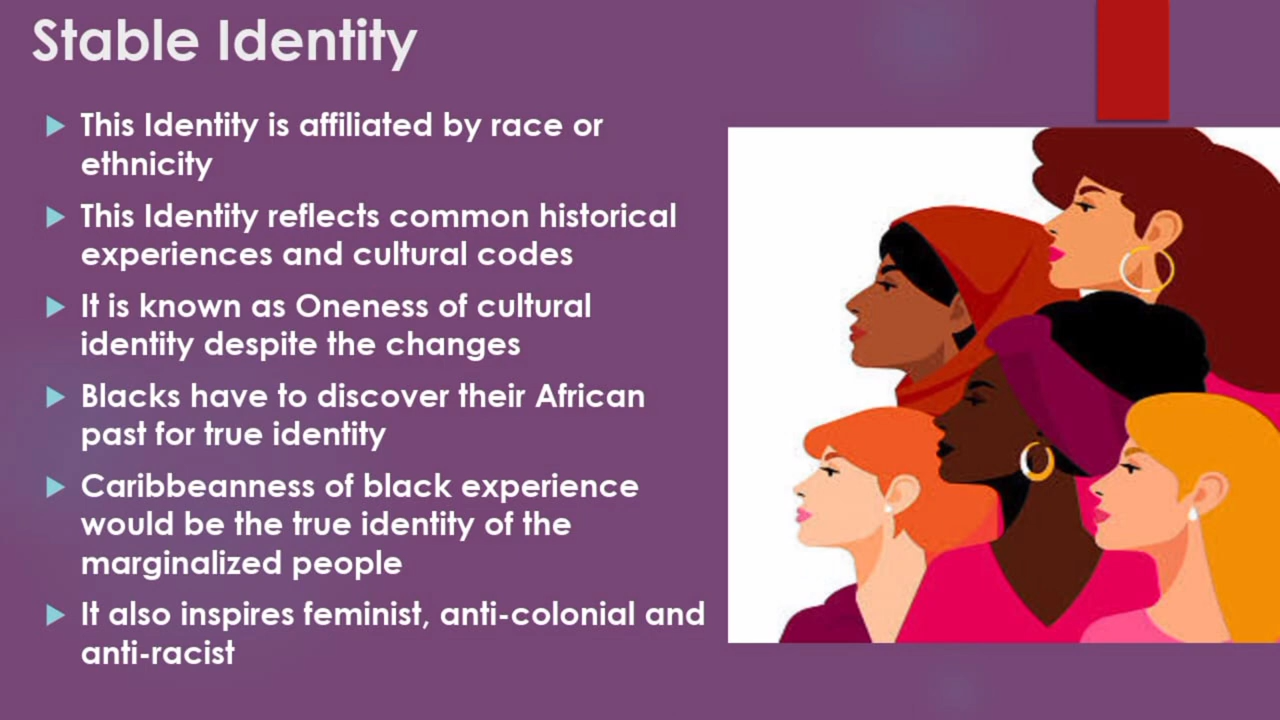 Stable Identity
This Identity is affiliated by race or
ethnicity
This Identity reflects common historical
experiences and cultural codes
It is known as Oneness of cultural
identity despite the changes
Blacks have to discover their African
past for true identity
Caribbeanness of black experience
would be the true identity of the
marginalized people
It also inspires feminist, anti-colonial and
anti-racist